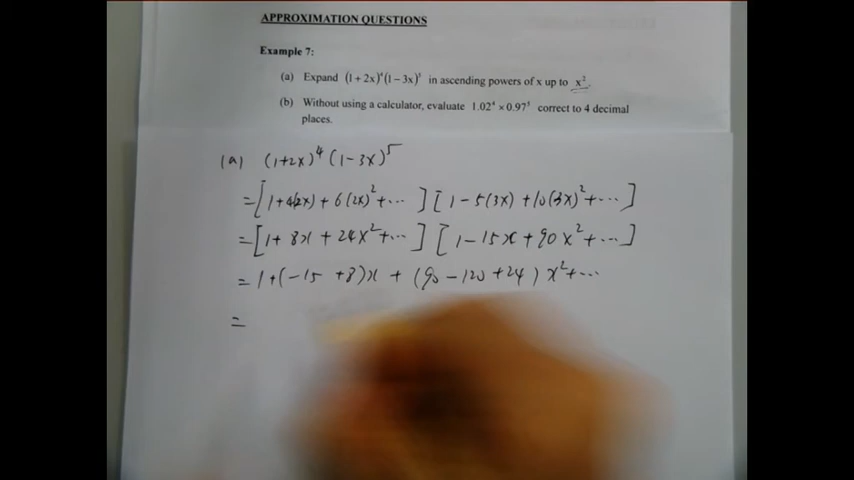 APPROXIMATION QUESTIONS
Example 7:
(a) Expand (1+2x)⁴(1−3x)⁵ in ascending powers of x up to x².
(b) Without using a calculator, evaluate 1.02⁴ × 0.97⁵ correct to 4 decimal
places.
(a) (1+2x)⁴ (1-3x)⁵
= [1+4(2x) + 6(2x)² + ... ] [ 1 - 5(3x) + 10(3x)² + ... ]
= [1 + 8x + 24x² + ... ] [ 1 - 15x + 90x² + ... ]
= 1 + (-15 + 8)x + (90 - 120 + 24) x² + ...
=